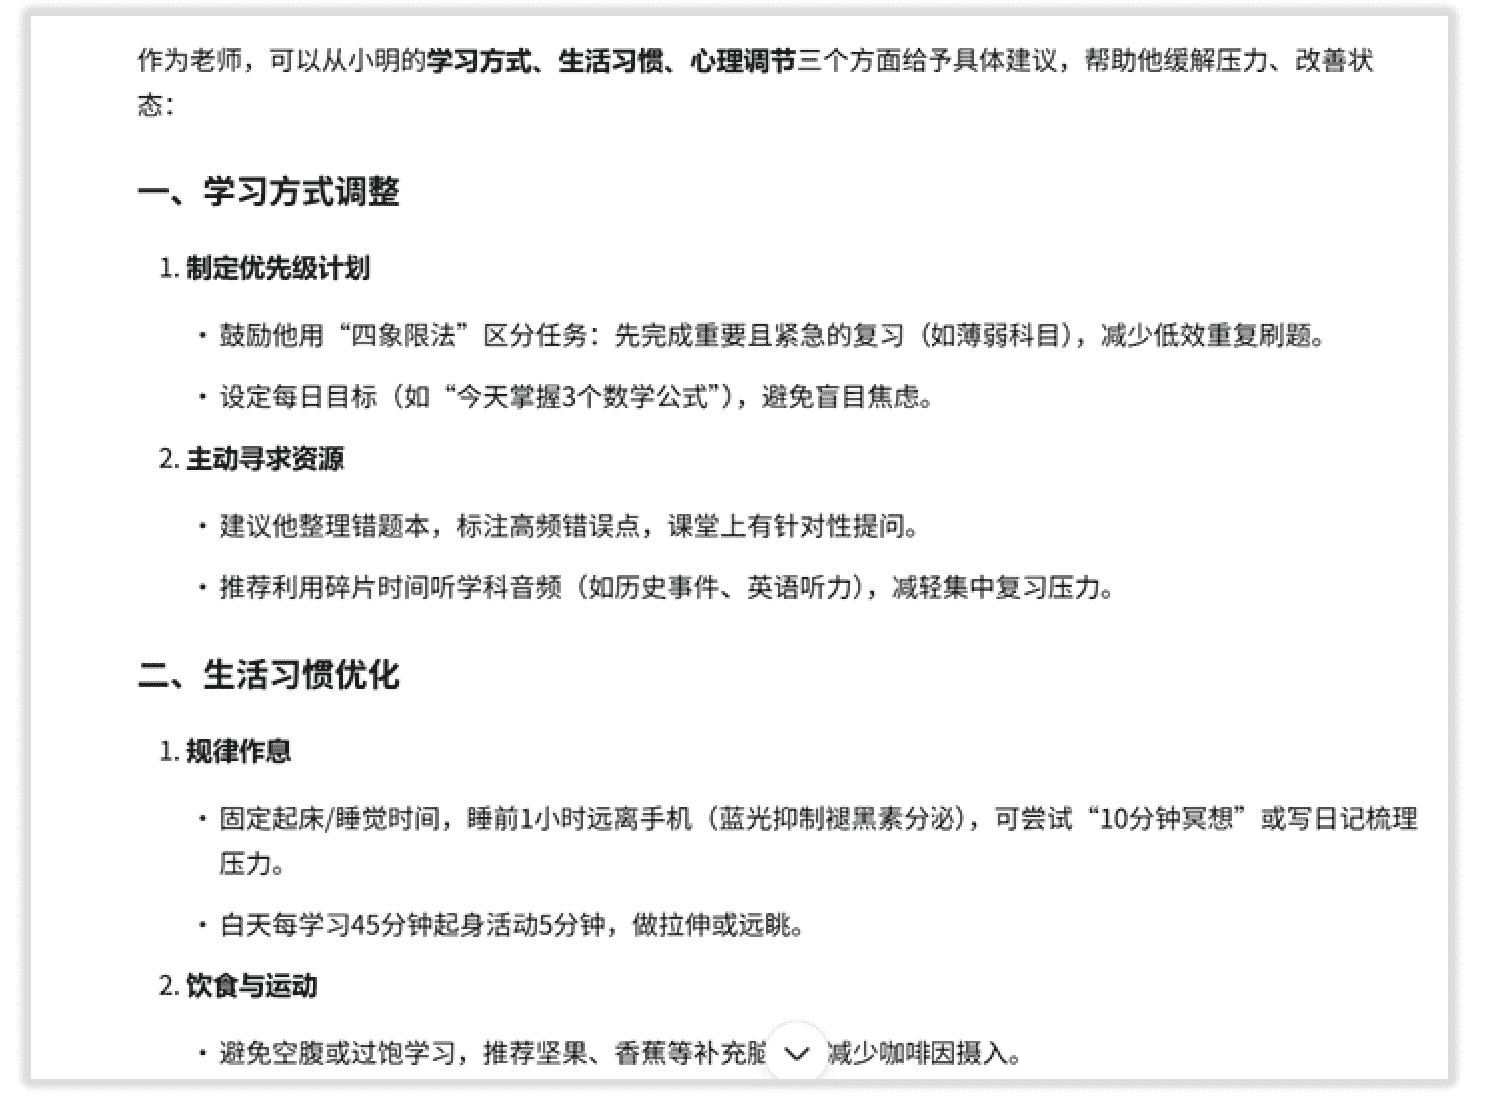 作为老师，可以从小明的学习方式、生活习惯、心理调节三个方面给予具体建议，帮助他缓解压力、改善状
态：
一、学习方式调整
1. 制定优先级计划
• 鼓励他用“四象限法”区分任务：先完成重要且紧急的复习（如薄弱科目），减少低效重复刷题。
• 设定每日目标（如“今天掌握3个数学公式”），避免盲目焦虑。
2. 主动寻求资源
• 建议他整理错题本，标注高频错误点，课堂上有针对性提问。
• 推荐利用碎片时间听学科音频（如历史事件、英语听力），减轻集中复习压力。
二、生活习惯优化
1. 规律作息
• 固定起床/睡觉时间，睡前1小时远离手机（蓝光抑制褪黑素分泌），可尝试“10分钟冥想”或写日记梳理
压力。
• 白天每学习45分钟起身活动5分钟，做拉伸或远眺。
2. 饮食与运动
• 避免空腹或过饱学习，推荐坚果、香蕉等补充 减少咖啡因摄入。